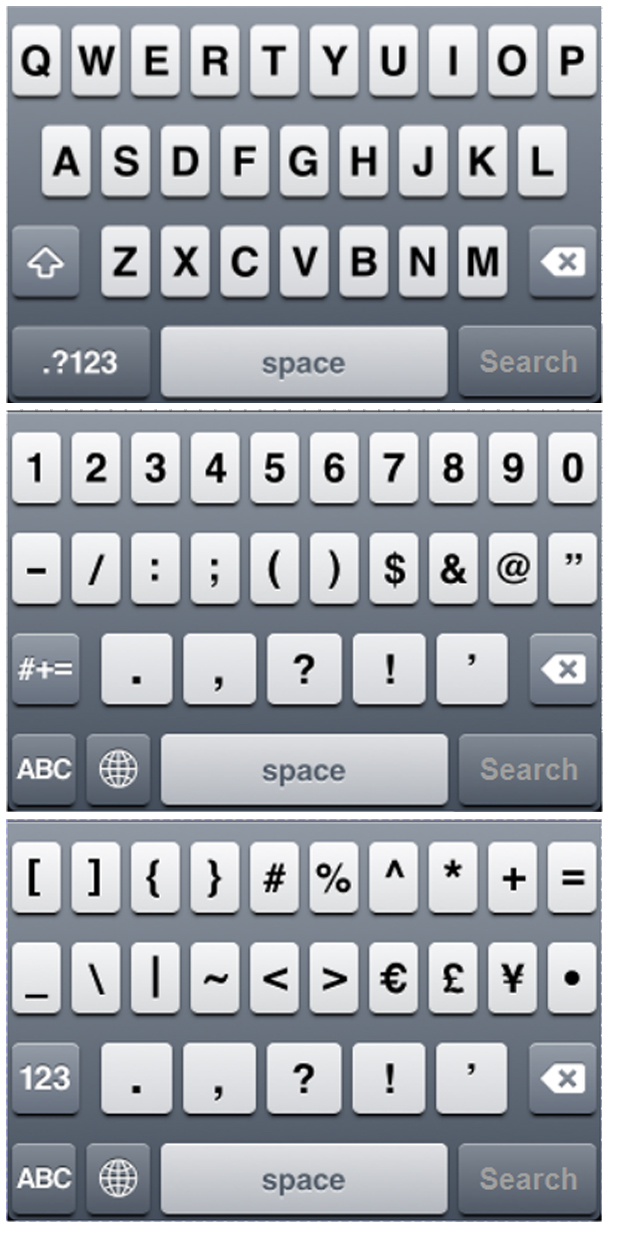 Q W E R T Y U I O P
A S D F G H J K L
Z X C V B N M
.?123 space Search
1 2 3 4 5 6 7 8 9 0
- / : ; ( ) $ & @ ”
#+= . , ? ! ’
ABC space Search
[ ] { } # % ^ * + =
_ \ | ~ < > € £ ¥ •
123 . , ? ! ’
ABC space Search